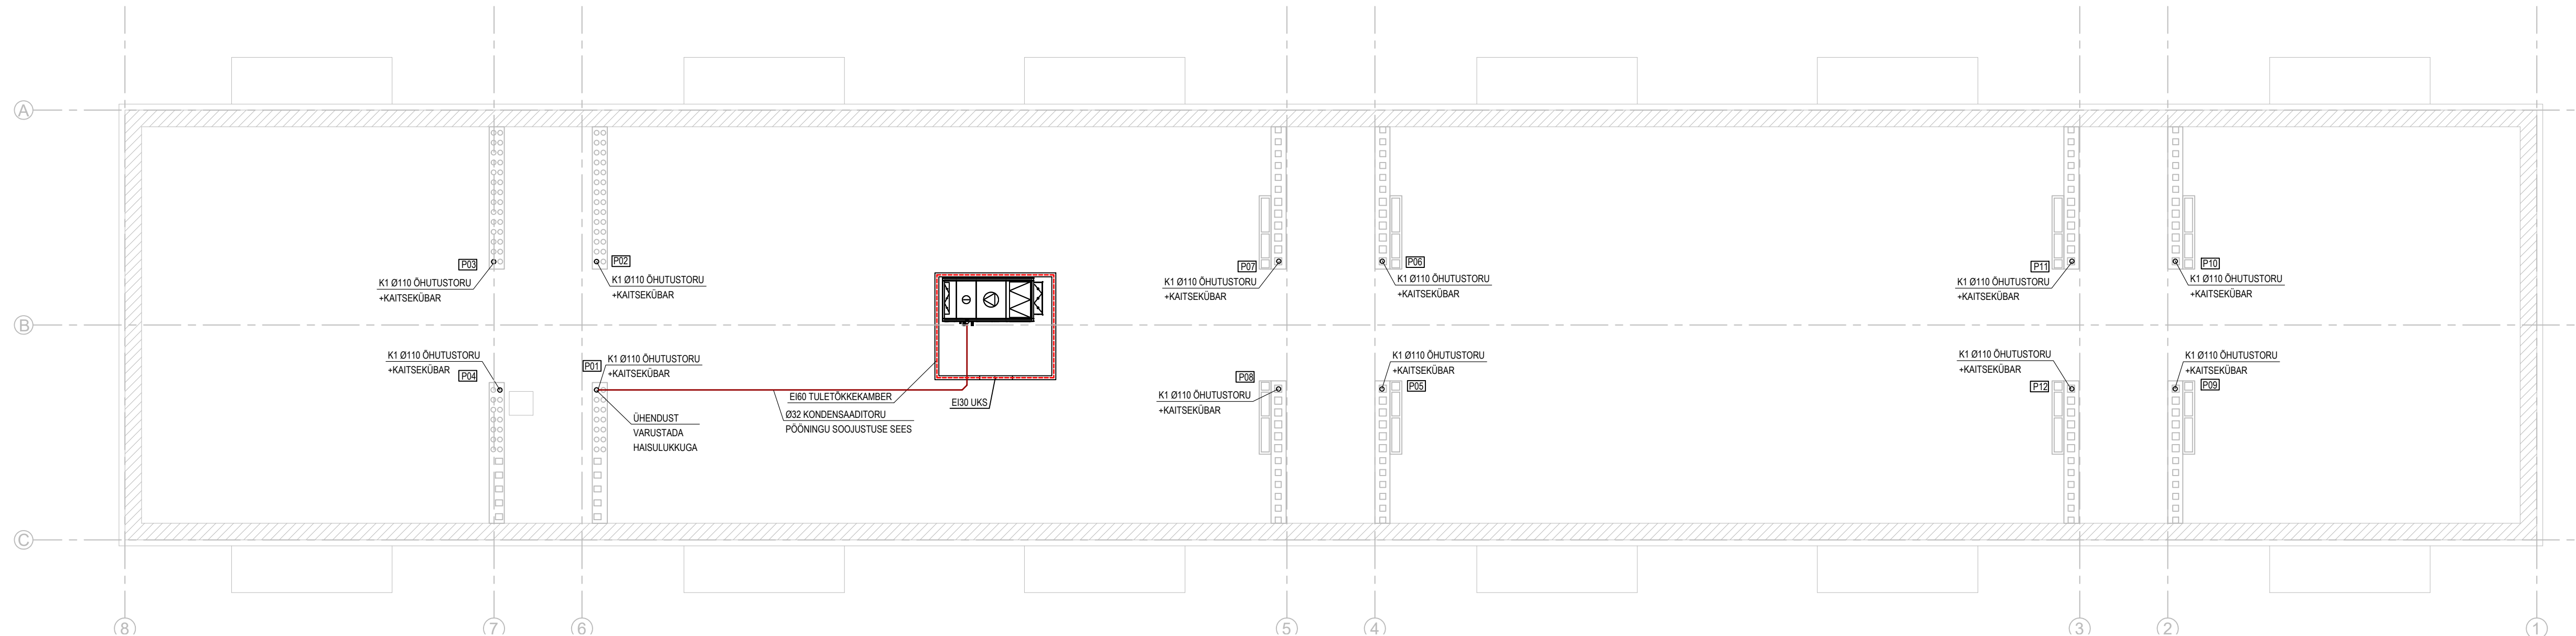 A
P03
K1 Ø110 ÕHUTUSTORU
+KAITSEKÜBAR
P02
K1 Ø110 ÕHUTUSTORU
+KAITSEKÜBAR
P07
K1 Ø110 ÕHUTUSTORU
+KAITSEKÜBAR
P06
K1 Ø110 ÕHUTUSTORU
+KAITSEKÜBAR
P11
K1 Ø110 ÕHUTUSTORU
+KAITSEKÜBAR
P10
K1 Ø110 ÕHUTUSTORU
+KAITSEKÜBAR
B
K1 Ø110 ÕHUTUSTORU
+KAITSEKÜBAR
P04
P01
K1 Ø110 ÕHUTUSTORU
+KAITSEKÜBAR
ÜHENDUST
VARUSTADA
HAISULUKKUGA
EI60 TULETÕKKEKAMBER
Ø32 KONDENSAADITORU
PÖÖNINGU SOOJUSTUSE SEES
EI30 UKS
P08
K1 Ø110 ÕHUTUSTORU
+KAITSEKÜBAR
K1 Ø110 ÕHUTUSTORU
+KAITSEKÜBAR
P05
K1 Ø110 ÕHUTUSTORU
+KAITSEKÜBAR
P12
K1 Ø110 ÕHUTUSTORU
+KAITSEKÜBAR
P09
C
8
7
6
5
4
3
2
1